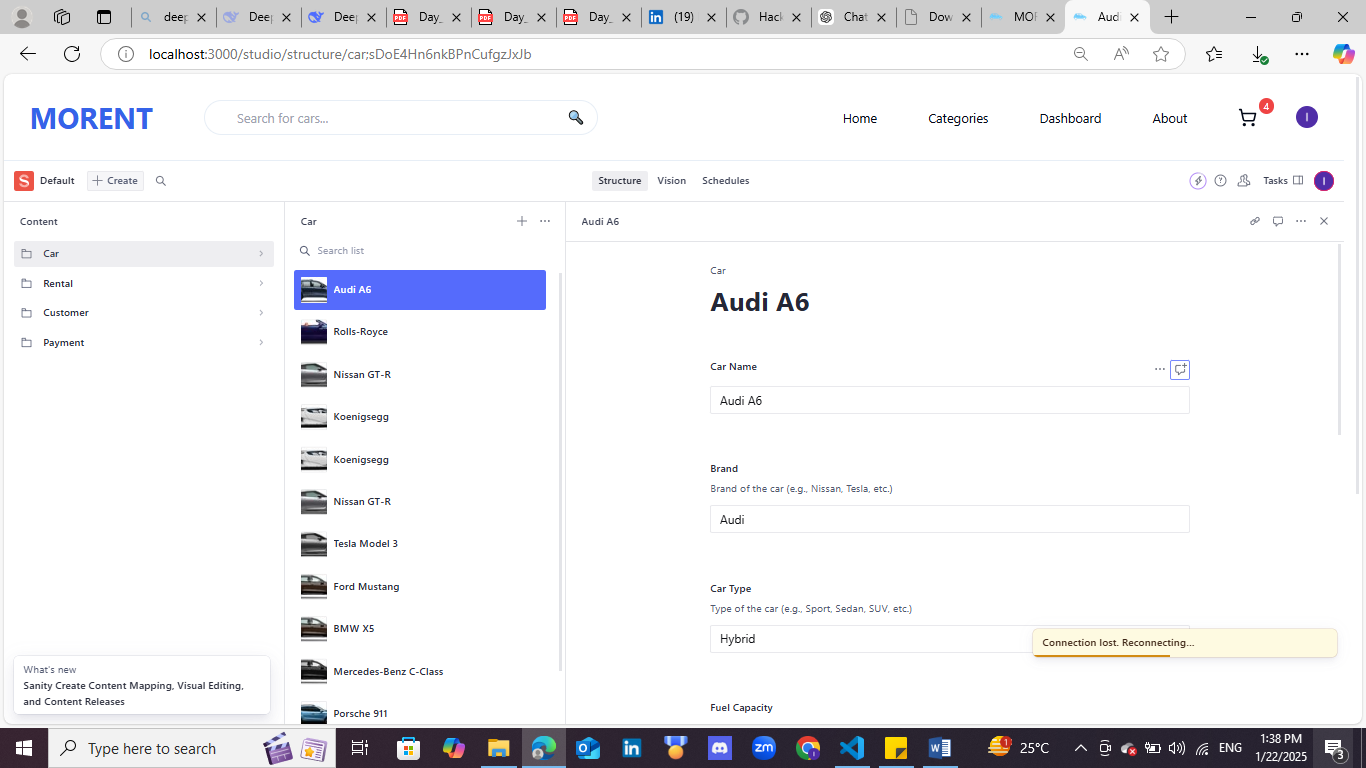 deep
Deep
Deep
Day_
Day_
Day_
(19)
Hack
Chat
Dow
MOR
Audi
localhost:3000/studio/structure/car;sDoE4Hn6nkBPnCufgzJxJb
MORENT
Search for cars...
Home
Categories
Dashboard
About
4
I
Default
Create
Structure
Vision
Schedules
Tasks
I
Content
Car
Rental
Customer
Payment
What's new
Sanity Create Content Mapping, Visual Editing,
and Content Releases
Car
Search list
Audi A6
Rolls-Royce
Nissan GT-R
Koenigsegg
Koenigsegg
Nissan GT-R
Tesla Model 3
Ford Mustang
BMW X5
Mercedes-Benz C-Class
Porsche 911
Audi A6
Car
Audi A6
Car Name
Audi A6
Brand
Brand of the car (e.g., Nissan, Tesla, etc.)
Audi
Car Type
Type of the car (e.g., Sport, Sedan, SUV, etc.)
Hybrid
Connection lost. Reconnecting...
Fuel Capacity
Type here to search
25°C
ENG
1:38 PM
1/22/2025
3